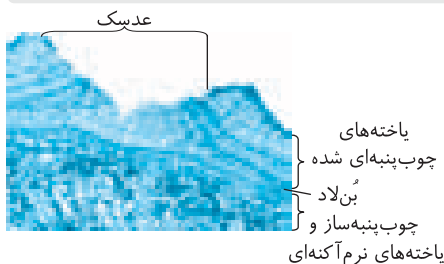 عدسک
یاخته‌های
چوب‌پنبه‌ای شده
بُن‌لاد
چوب‌پنبه‌ساز و
یاخته‌های نرم‌آکنه‌ای